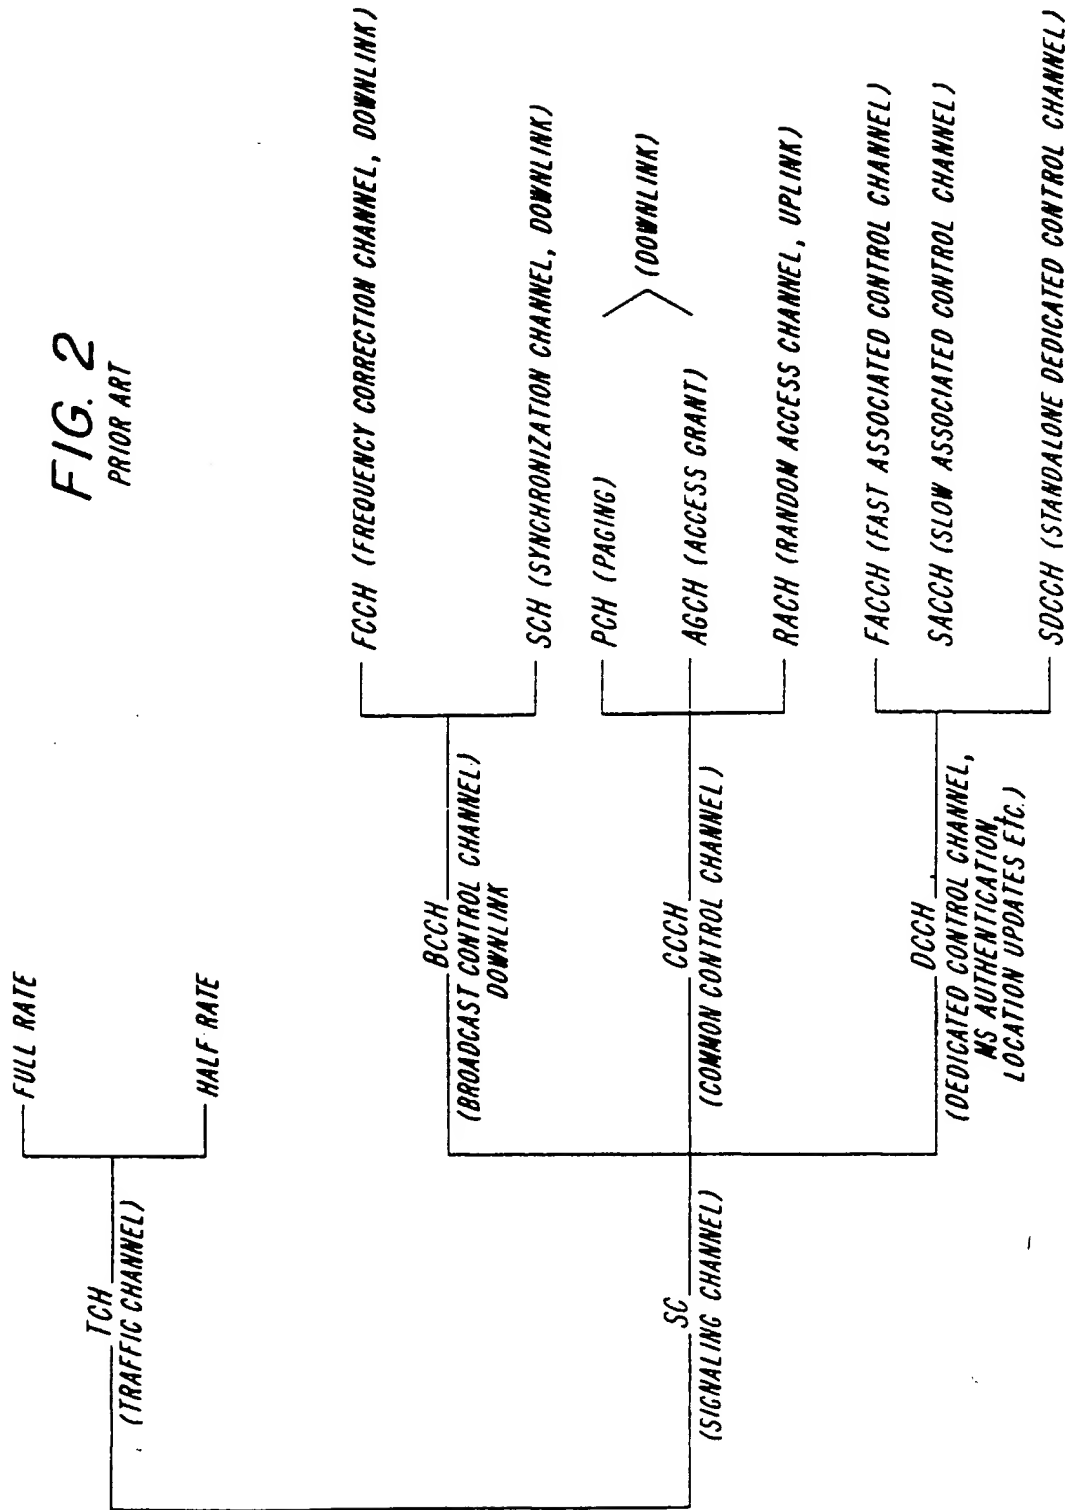 FIG. 2
PRIOR ART
FULL RATE
TCH
(TRAFFIC CHANNEL)
HALF RATE
FCCH (FREQUENCY CORRECTION CHANNEL, DOWNLINK)
BCCH
(BROADCAST CONTROL CHANNEL)
DOWNLINK
SCH (SYNCHRONIZATION CHANNEL, DOWNLINK)
PCH (PAGING)
(DOWNLINK)
SC
(SIGNALING CHANNEL)
CCCH
(COMMON CONTROL CHANNEL)
AGCH (ACCESS GRANT)
RACH (RANDOM ACCESS CHANNEL, UPLINK)
FACCH (FAST ASSOCIATED CONTROL CHANNEL)
DCCH
(DEDICATED CONTROL CHANNEL,
MS AUTHENTICATION,
LOCATION UPDATES ETC.)
SACCH (SLOW ASSOCIATED CONTROL CHANNEL)
SDCCH (STANDALONE DEDICATED CONTROL CHANNEL)